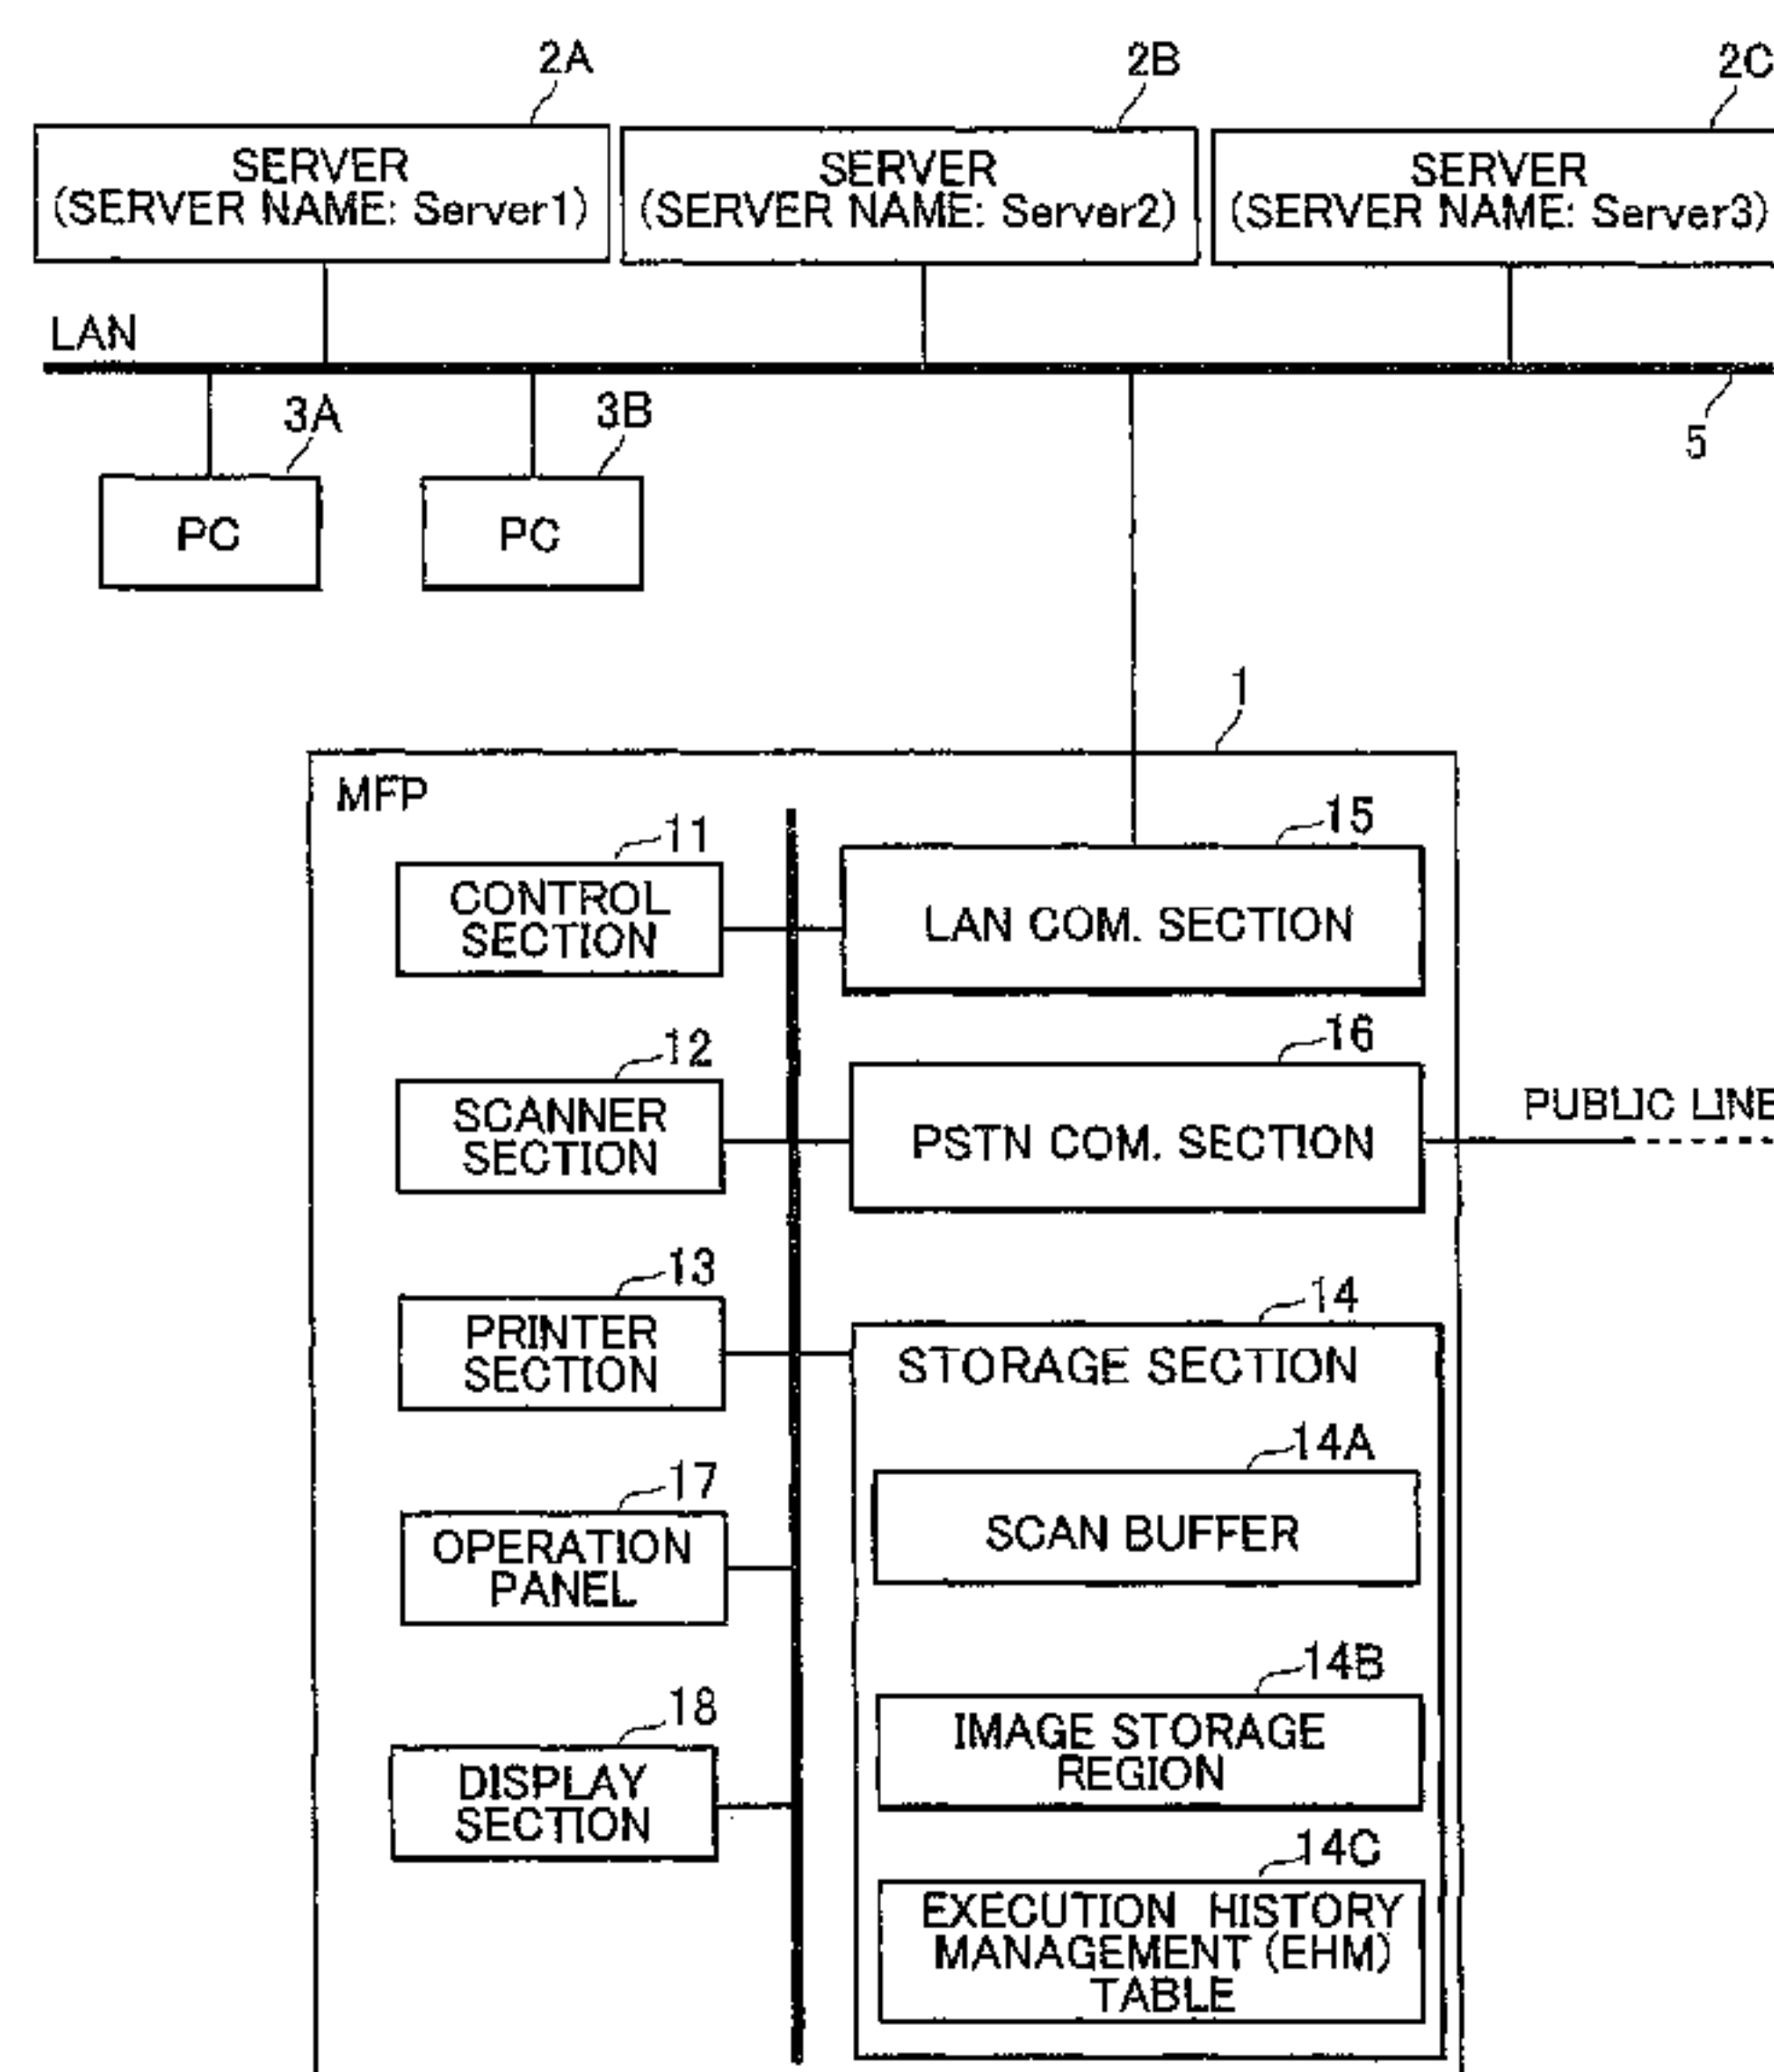 2A
2B
2C
SERVER
(SERVER NAME: Server1)
SERVER
(SERVER NAME: Server2)
SERVER
(SERVER NAME: Server3)
LAN
5
3A
3B
PC
PC
1
MFP
11
CONTROL
SECTION
15
LAN COM. SECTION
12
SCANNER
SECTION
16
PSTN COM. SECTION
PUBLIC LINE
13
PRINTER
SECTION
14
STORAGE SECTION
14A
SCAN BUFFER
17
OPERATION
PANEL
14B
IMAGE STORAGE
REGION
18
DISPLAY
SECTION
14C
EXECUTION HISTORY
MANAGEMENT (EHM)
TABLE